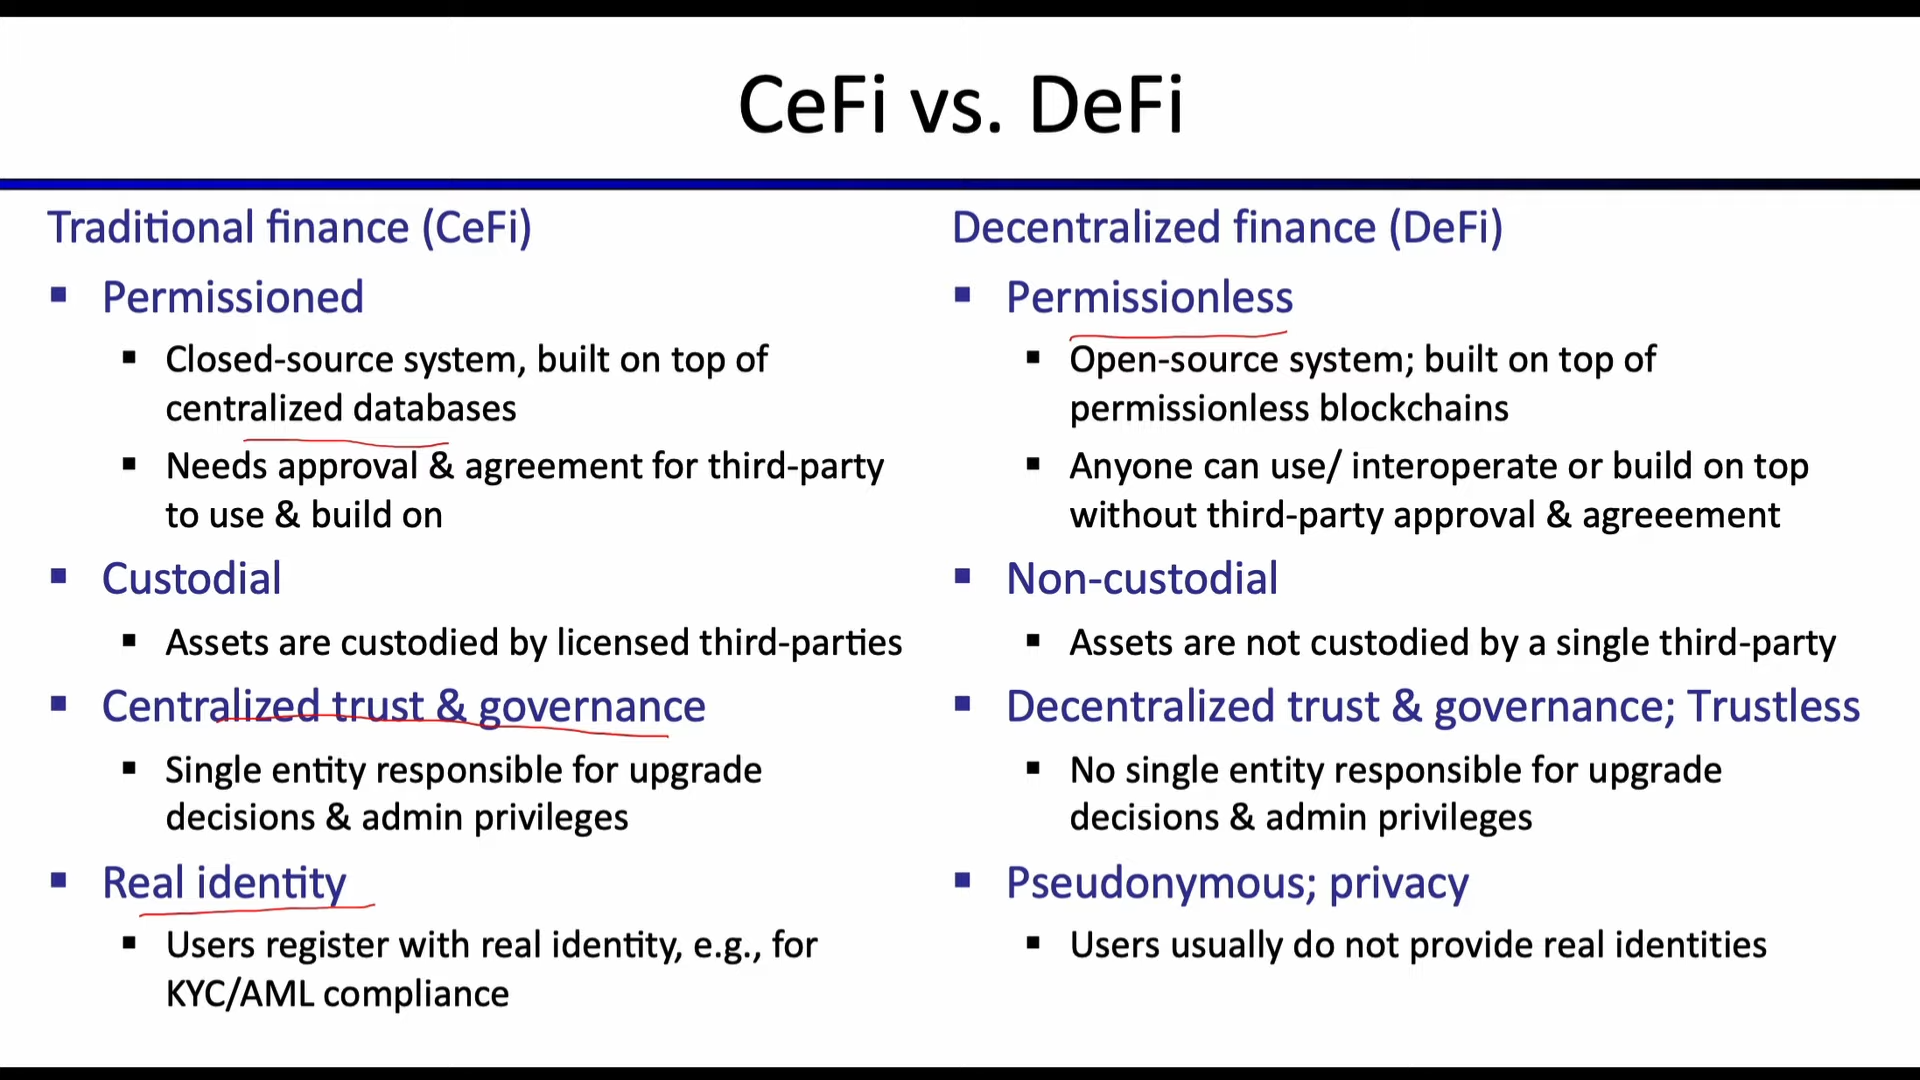 CeFi vs. DeFi
Traditional finance (CeFi)
▪ Permissioned
▪ Closed-source system, built on top of
centralized databases
▪ Needs approval & agreement for third-party
to use & build on
▪ Custodial
▪ Assets are custodied by licensed third-parties
▪ Centralized trust & governance
▪ Single entity responsible for upgrade
decisions & admin privileges
▪ Real identity
▪ Users register with real identity, e.g., for
KYC/AML compliance
Decentralized finance (DeFi)
▪ Permissionless
▪ Open-source system; built on top of
permissionless blockchains
▪ Anyone can use/ interoperate or build on top
without third-party approval & agreeement
▪ Non-custodial
▪ Assets are not custodied by a single third-party
▪ Decentralized trust & governance; Trustless
▪ No single entity responsible for upgrade
decisions & admin privileges
▪ Pseudonymous; privacy
▪ Users usually do not provide real identities